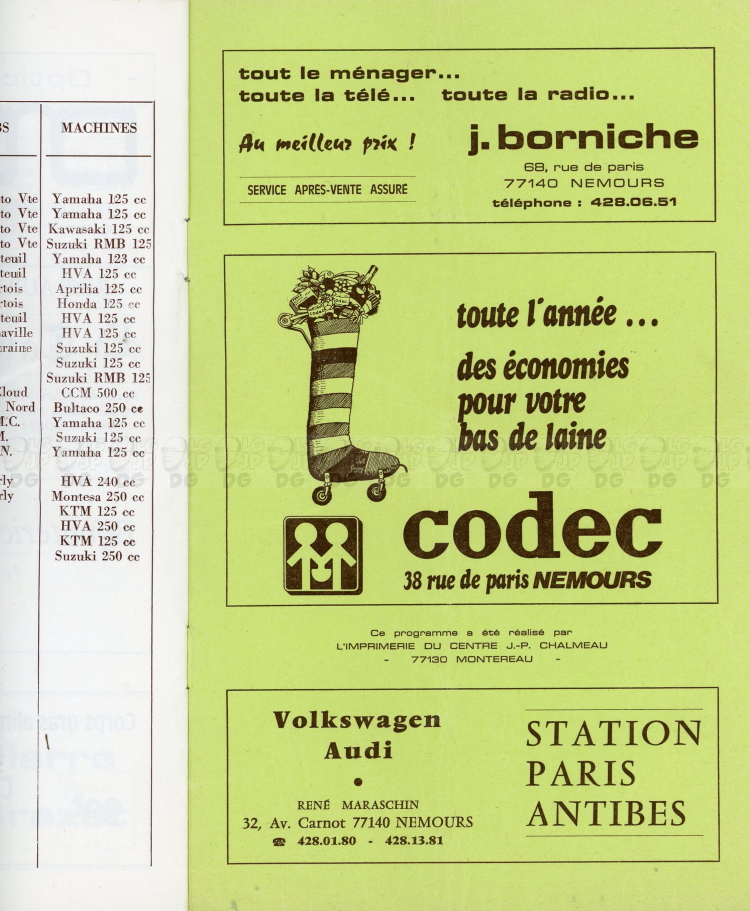 MACHINES
to Vte Yamaha 125 cc
to Vte Yamaha 125 cc
to Vte Kawasaki 125 cc
to Vte Suzuki RMB 125
teuil Yamaha 123 cc
teuil HVA 125 cc
rtois Aprilia 125 cc
rtois Honda 125 cc
teuil HVA 125 cc
naville HVA 125 cc
raine Suzuki 125 cc
Suzuki 125 cc
Suzuki RMB 125
Cloud CCM 500 cc
Nord Bultaco 250 cc
M.C. Yamaha 125 cc
M. Suzuki 125 cc
N. Yamaha 125 cc
rly HVA 240 cc
rly Montesa 250 cc
KTM 125 cc
HVA 250 cc
KTM 125 cc
Suzuki 250 cc
tout le ménager...
toute la télé... toute la radio...
Au meilleur prix !
SERVICE APRÈS-VENTE ASSURÉ
j. borniche
68, rue de paris
77140 NEMOURS
téléphone : 428.06.51
toute l'année ...
des économies
pour votre
bas de laine
codec
38 rue de paris NEMOURS
Ce programme a été réalisé par
L'IMPRIMERIE DU CENTRE J.-P. CHALMEAU
- 77130 MONTEREAU -
Volkswagen
Audi
•
RENÉ MARASCHIN
32, Av. Carnot 77140 NEMOURS
☎ 428.01.80 - 428.13.81
STATION
PARIS
ANTIBES